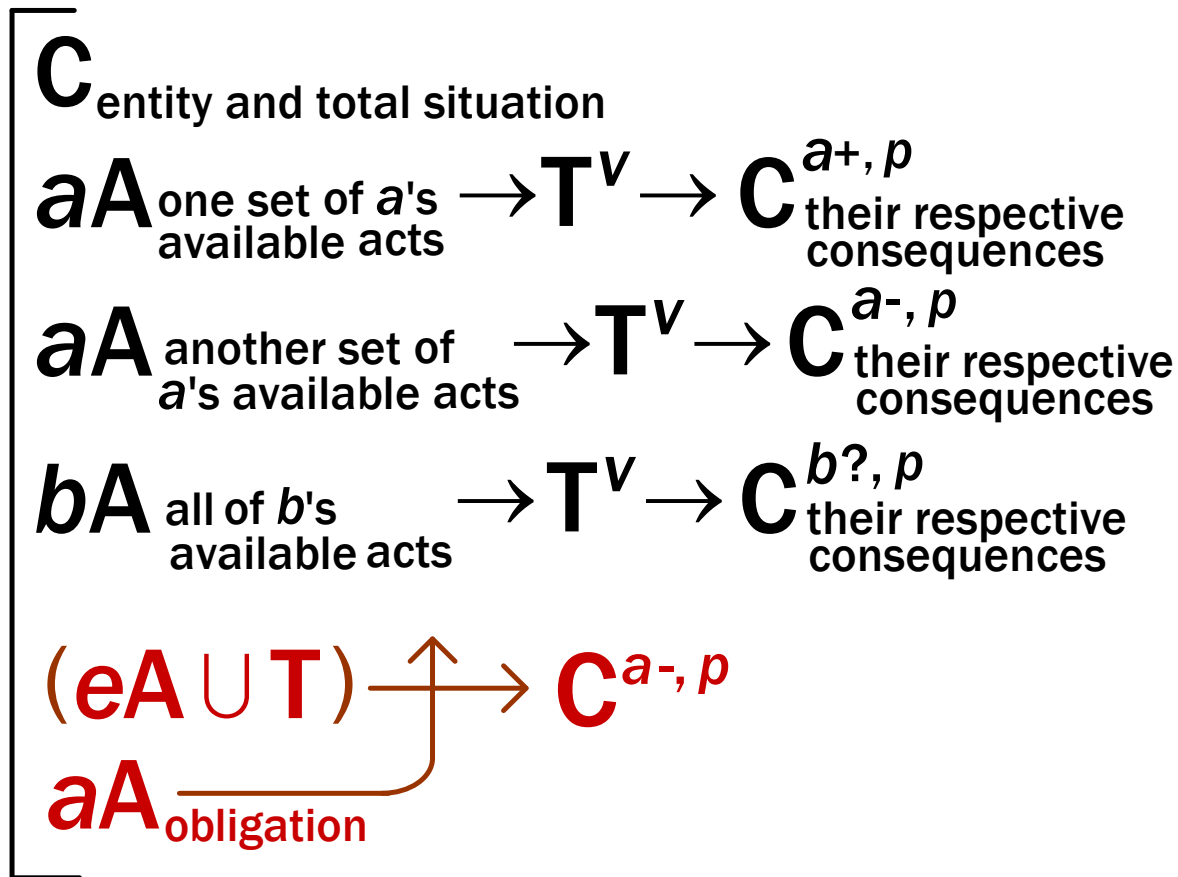 C entity and total situation
aA one set of a's available acts → T^v → C^a+, p their respective consequences
aA another set of a's available acts → T^v → C^a-, p their respective consequences
bA all of b's available acts → T^v → C^b?, p their respective consequences
(eA ∪ T) → C^a-, p
aA obligation